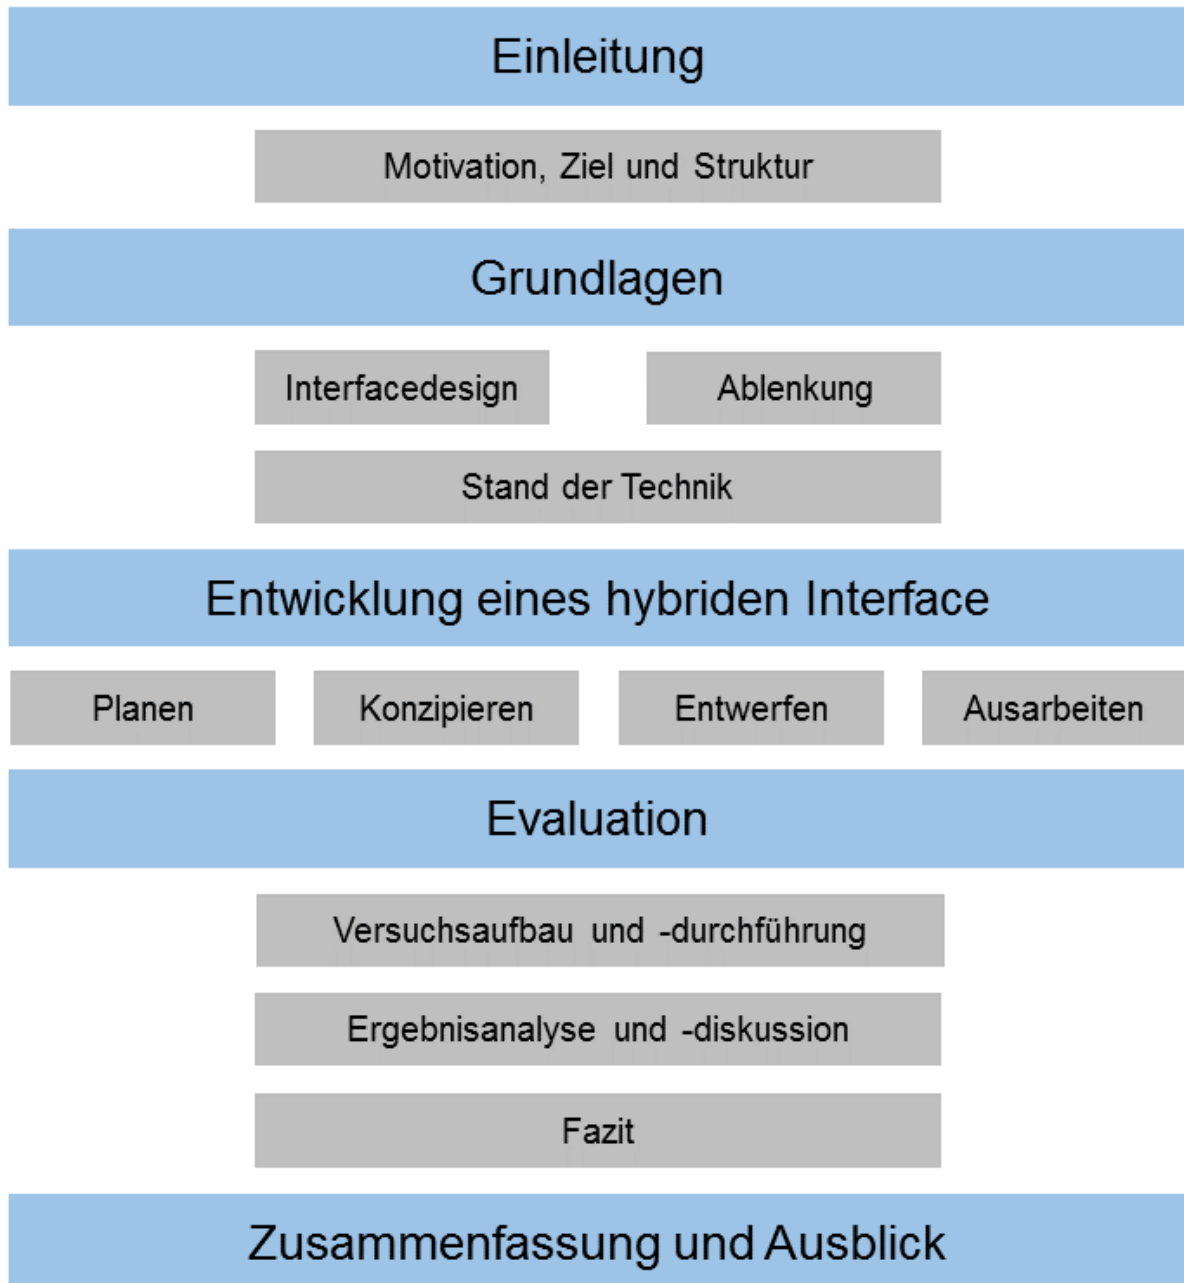 Einleitung
Motivation, Ziel und Struktur
Grundlagen
Interfacedesign
Ablenkung
Stand der Technik
Entwicklung eines hybriden Interface
Planen
Konzipieren
Entwerfen
Ausarbeiten
Evaluation
Versuchsaufbau und -durchführung
Ergebnisanalyse und -diskussion
Fazit
Zusammenfassung und Ausblick